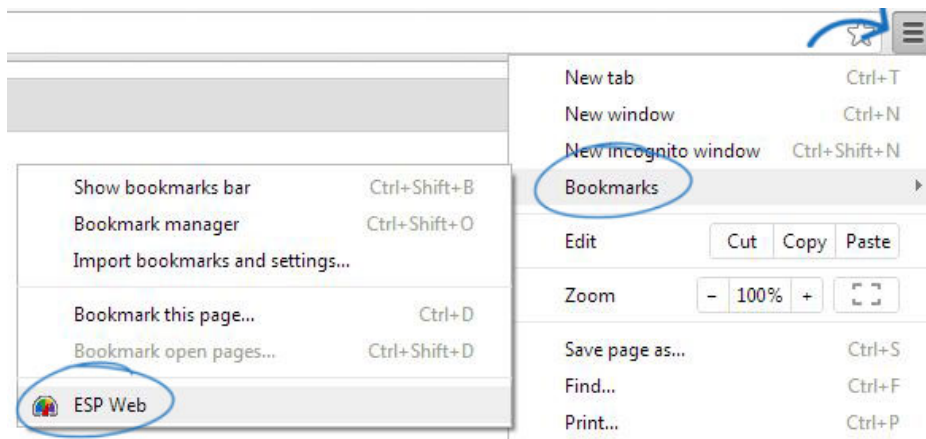 New tab Ctrl+T
New window Ctrl+N
New incognito window Ctrl+Shift+N
Bookmarks
Edit Cut Copy Paste
Zoom - 100% +
Save page as... Ctrl+S
Find... Ctrl+F
Print... Ctrl+P
Show bookmarks bar Ctrl+Shift+B
Bookmark manager Ctrl+Shift+O
Import bookmarks and settings...
Bookmark this page... Ctrl+D
Bookmark open pages... Ctrl+Shift+D
ESP Web